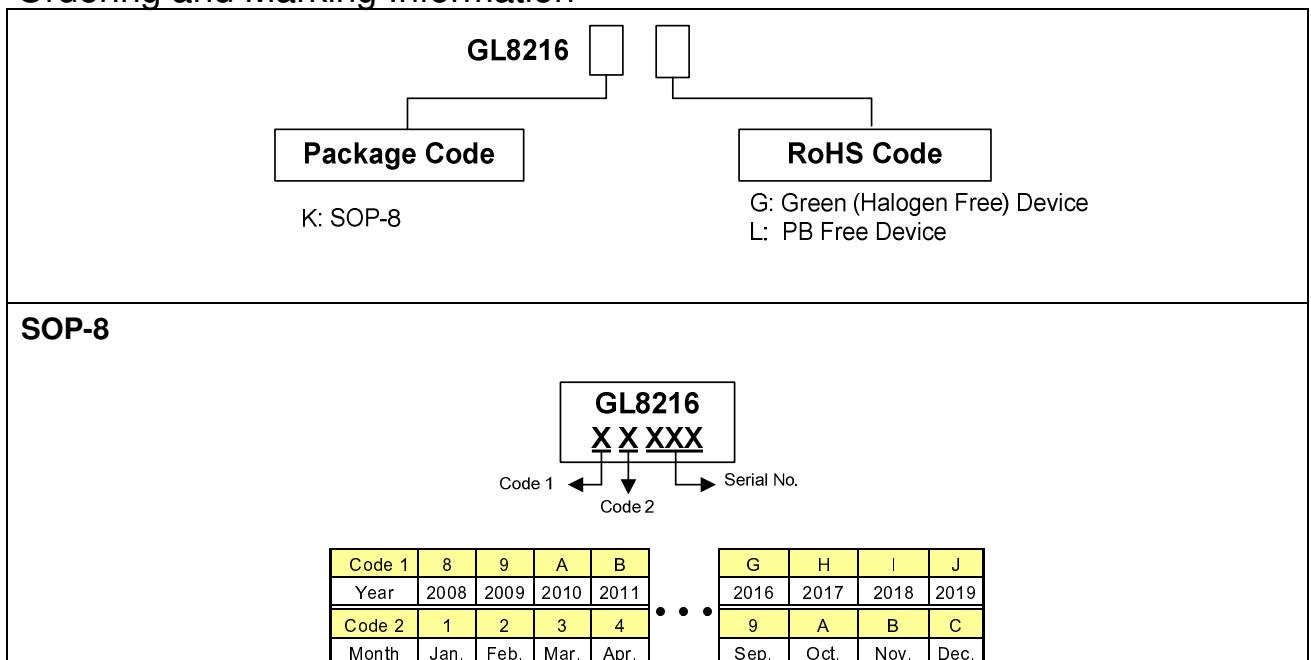 Ordering and Marking Information
GL8216
Package Code
RoHS Code
K: SOP-8
G: Green (Halogen Free) Device
L: PB Free Device
SOP-8
GL8216
X X XXX
Code 1
Serial No.
Code 2
Code 1 8 9 A B G H I J
Year 2008 2009 2010 2011 • • • 2016 2017 2018 2019
Code 2 1 2 3 4 9 A B C
Month Jan. Feb. Mar. Apr. Sep. Oct. Nov. Dec.